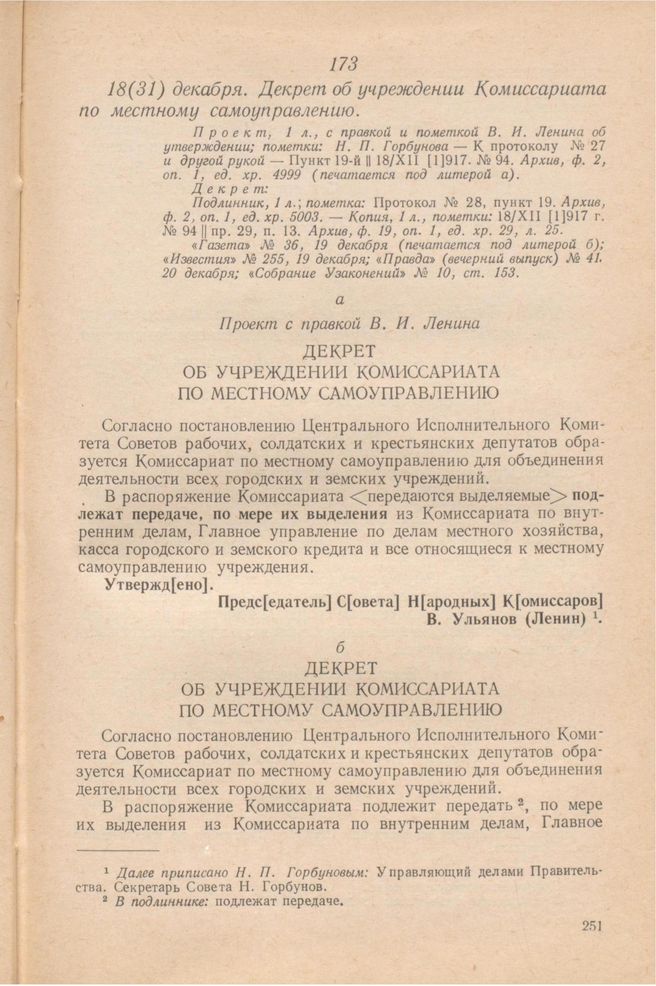 173
18(31) декабря. Декрет об учреждении Комиссариата
по местному самоуправлению.
Проект, 1 л., с правкой и пометкой В. И. Ленина об
утверждении; пометки: Н. П. Горбунова — К протоколу № 27
и другой рукой — Пункт 19-й || 18/XII [1]917. № 94. Архив, ф. 2,
оп. 1, ед. хр. 4999 (печатается под литерой а).
Декрет:
Подлинник, 1 л.; пометка: Протокол № 28, пункт 19. Архив,
ф. 2, оп. 1, ед. хр. 5003. — Копия, 1 л., пометки: 18/XII [1]917 г.
№ 94 || пр. 29, п. 13. Архив, ф. 19, оп. 1, ед. хр. 29, л. 25.
«Газета» № 36, 19 декабря (печатается под литерой б);
«Известия» № 255, 19 декабря; «Правда» (вечерний выпуск) № 41.
20 декабря; «Собрание Узаконений» № 10, ст. 153.
а
Проект с правкой В. И. Ленина
ДЕКРЕТ
ОБ УЧРЕЖДЕНИИ КОМИССАРИАТА
ПО МЕСТНОМУ САМОУПРАВЛЕНИЮ
Согласно постановлению Центрального Исполнительного Коми-
тета Советов рабочих, солдатских и крестьянских депутатов обра-
зуется Комиссариат по местному самоуправлению для объединения
деятельности всех городских и земских учреждений.
В распоряжение Комиссариата <передаются выделяемые> под-
лежат передаче, по мере их выделения из Комиссариата по внут-
ренним делам, Главное управление по делам местного хозяйства,
касса городского и земского кредита и все относящиеся к местному
самоуправлению учреждения.
Утвержд[ено].
Предс[едатель] С[овета] Н[ародных] К[омиссаров]
В. Ульянов (Ленин) ¹.
б
ДЕКРЕТ
ОБ УЧРЕЖДЕНИИ КОМИССАРИАТА
ПО МЕСТНОМУ САМОУПРАВЛЕНИЮ
Согласно постановлению Центрального Исполнительного Коми-
тета Советов рабочих, солдатских и крестьянских депутатов обра-
зуется Комиссариат по местному самоуправлению для объединения
деятельности всех городских и земских учреждений.
В распоряжение Комиссариата подлежит передать ², по мере
их выделения из Комиссариата по внутренним делам, Главное
¹ Далее приписано Н. П. Горбуновым: Управляющий делами Правитель-
ства. Секретарь Совета Н. Горбунов.
² В подлиннике: подлежат передаче.
251